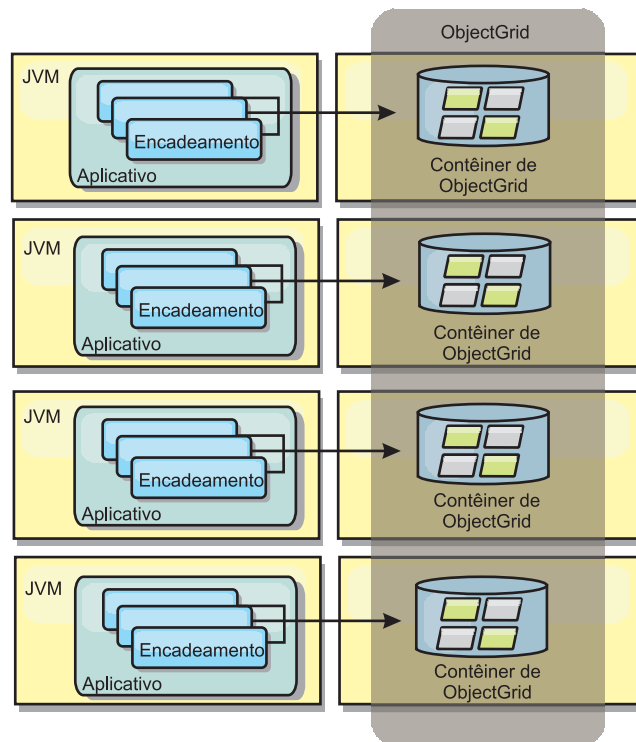 ObjectGrid
JVM
Encadeamento
Aplicativo
Contêiner de
ObjectGrid
JVM
Encadeamento
Aplicativo
Contêiner de
ObjectGrid
JVM
Encadeamento
Aplicativo
Contêiner de
ObjectGrid
JVM
Encadeamento
Aplicativo
Contêiner de
ObjectGrid